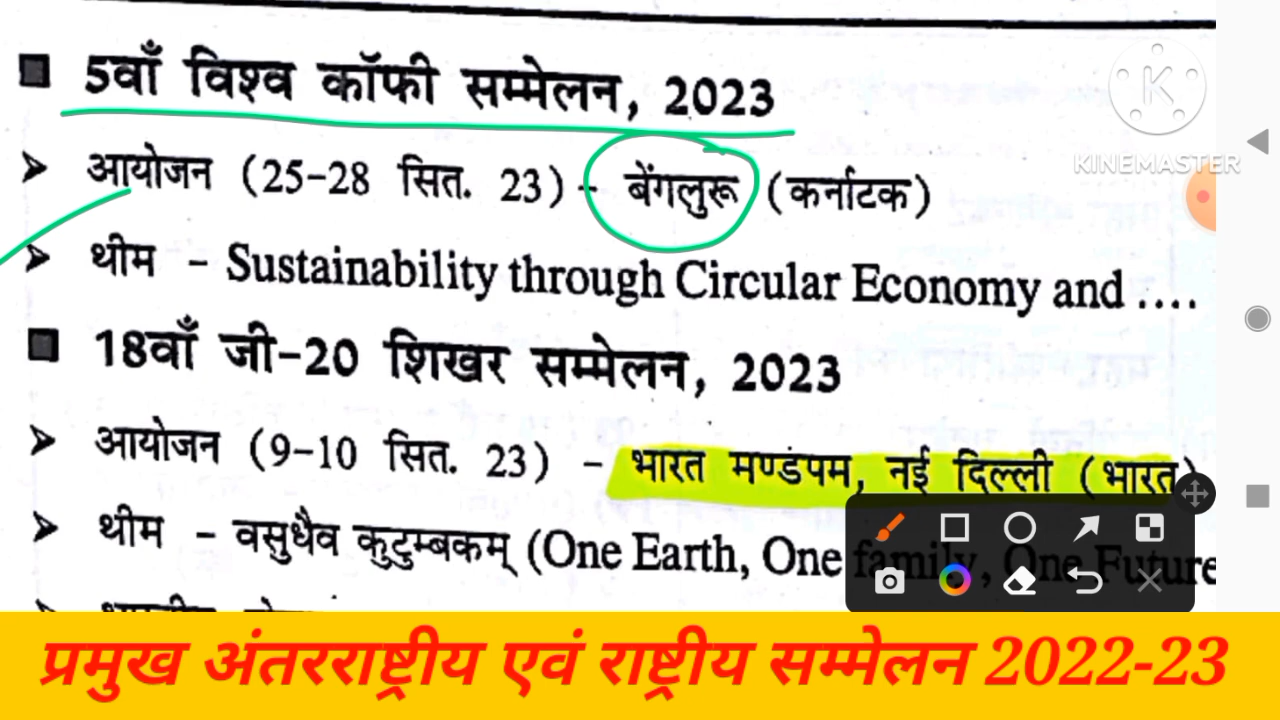 ■ 5वाँ विश्व कॉफी सम्मेलन, 2023
KINEMASTER
➤ आयोजन (25-28 सित. 23) - बेंगलुरू (कर्नाटक)
➤ थीम - Sustainability through Circular Economy and ....
■ 18वाँ जी-20 शिखर सम्मेलन, 2023
➤ आयोजन (9-10 सित. 23) - भारत मण्डपम, नई दिल्ली (भारत)
➤ थीम - वसुधैव कुटुम्बकम् (One Earth, One family, One Future
प्रमुख अंतरराष्ट्रीय एवं राष्ट्रीय सम्मेलन 2022-23